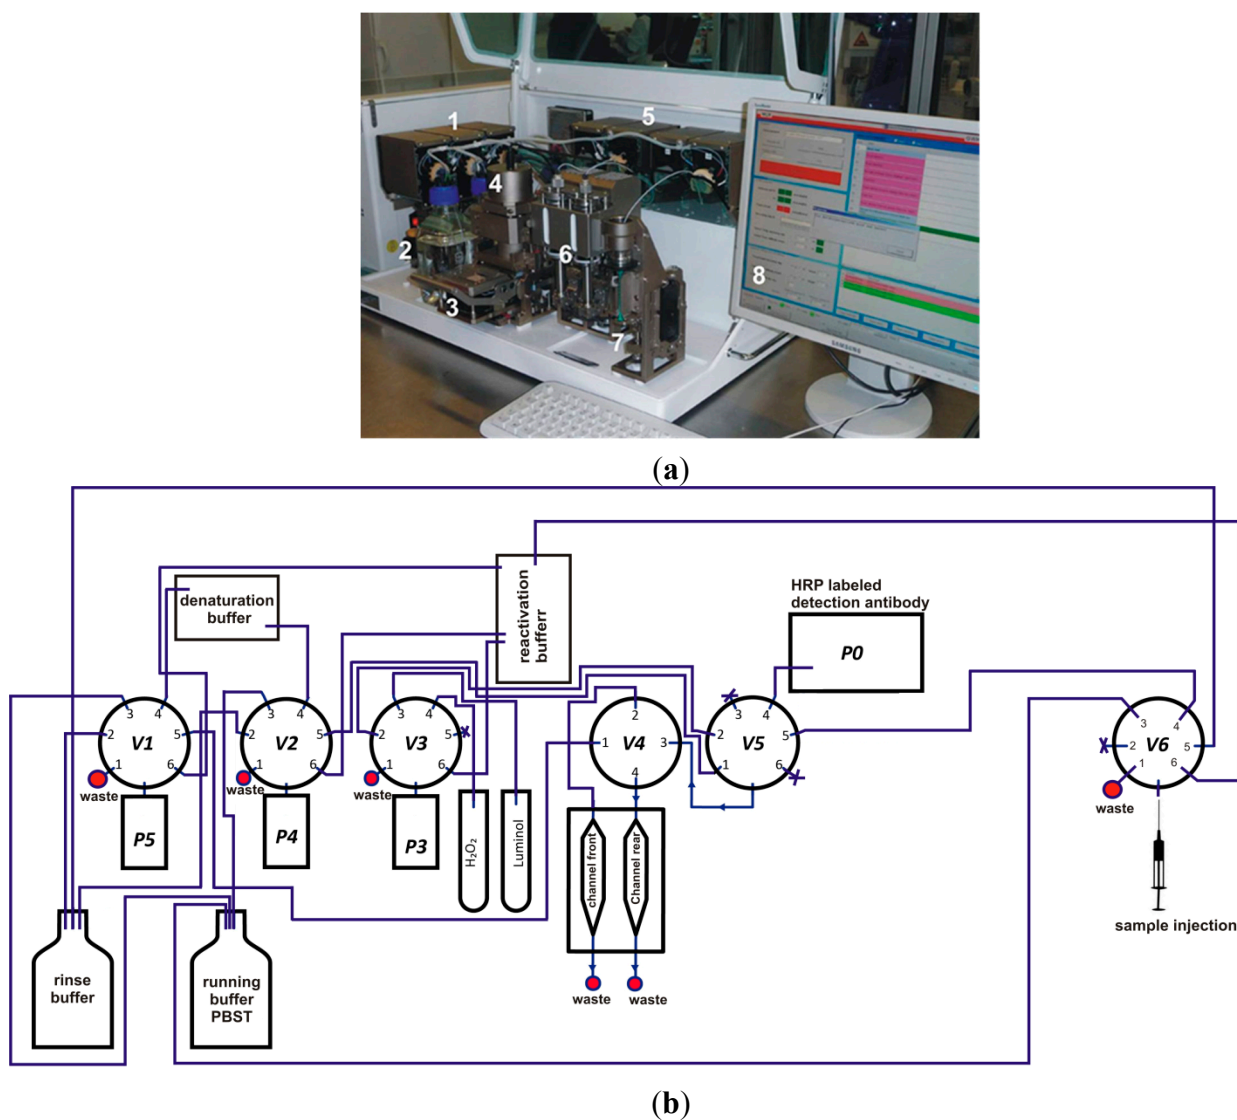 1
5
4
2
6
3
7
8
SAMSUNG
(a)
denaturation
buffer
reactivation
bufferr
HRP labeled
detection antibody
P0
3 4
2 V1 5
1 6
waste
P5
3 4
2 V2 5
1 6
waste
P4
3 4
2 V3 5
1 6
waste
P3
H₂O₂
Luminol
2
1 V4 3
4
3 4
2 V5 5
1 6
3 4
2 V6 5
1 6
waste
channel front
Channel rear
waste waste
sample injection
rinse
buffer
running
buffer
PBST
(b)